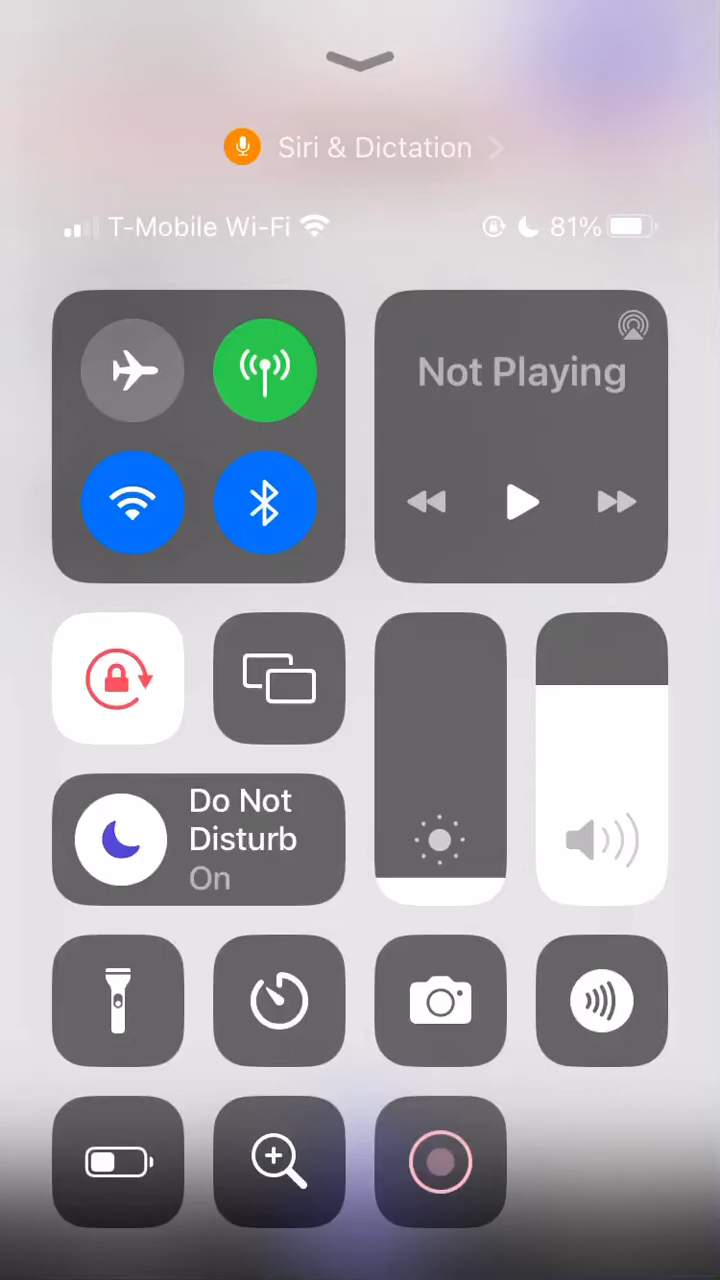 Siri & Dictation
T-Mobile Wi-Fi 81%
Not Playing
Do Not
Disturb
On